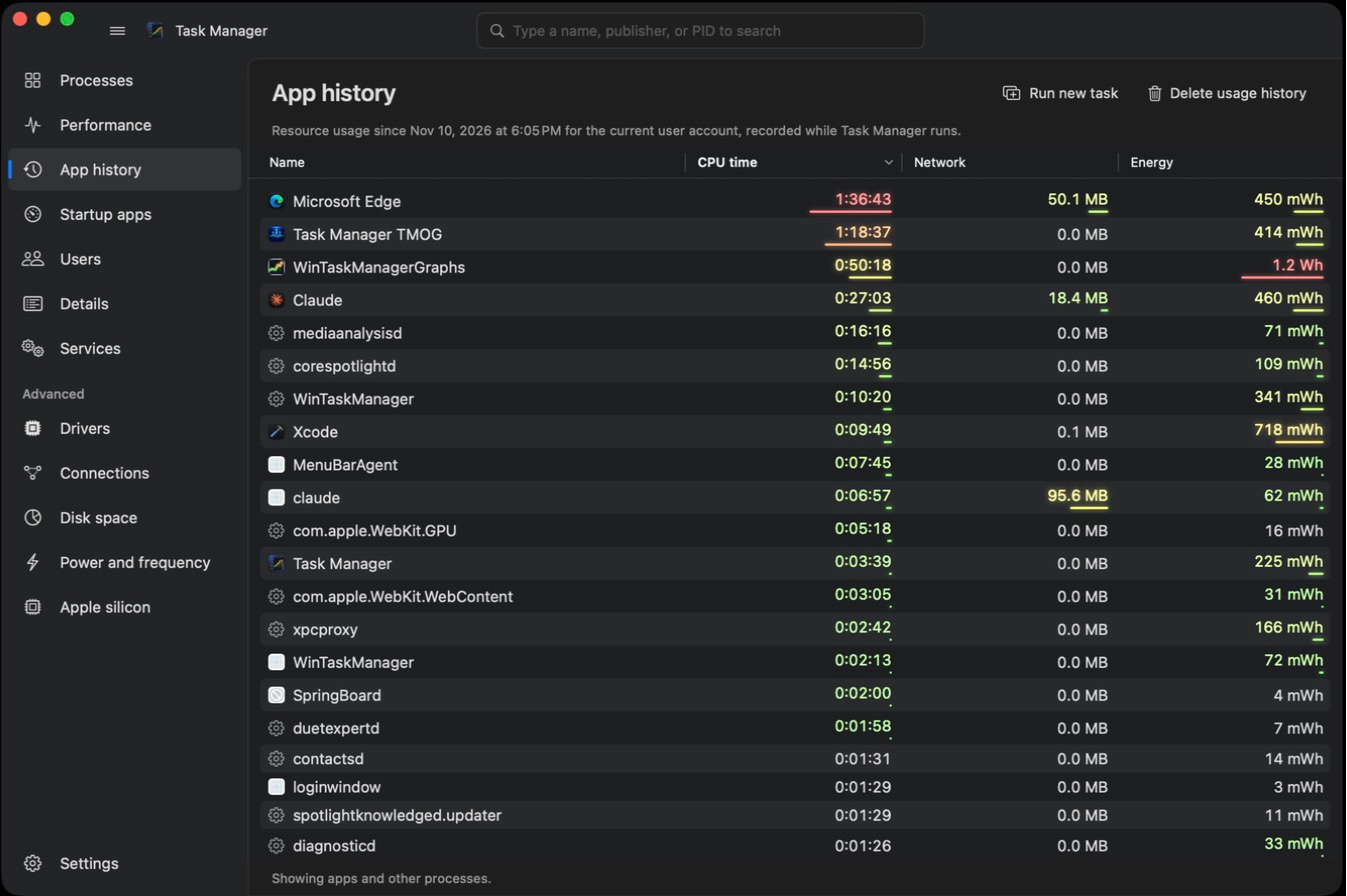 Task Manager
Type a name, publisher, or PID to search
Processes
Performance
App history
Startup apps
Users
Details
Services
Advanced
Drivers
Connections
Disk space
Power and frequency
Apple silicon
Settings
App history
Run new task
Delete usage history
Resource usage since Nov 10, 2026 at 6:05 PM for the current user account, recorded while Task Manager runs.
Name CPU time Network Energy
Microsoft Edge 1:36:43 50.1 MB 450 mWh
Task Manager TMOG 1:18:37 0.0 MB 414 mWh
WinTaskManagerGraphs 0:50:18 0.0 MB 1.2 Wh
Claude 0:27:03 18.4 MB 460 mWh
mediaanalysisd 0:16:16 0.0 MB 71 mWh
corespotlightd 0:14:56 0.0 MB 109 mWh
WinTaskManager 0:10:20 0.0 MB 341 mWh
Xcode 0:09:49 0.1 MB 718 mWh
MenuBarAgent 0:07:45 0.0 MB 28 mWh
claude 0:06:57 95.6 MB 62 mWh
com.apple.WebKit.GPU 0:05:18 0.0 MB 16 mWh
Task Manager 0:03:39 0.0 MB 225 mWh
com.apple.WebKit.WebContent 0:03:05 0.0 MB 31 mWh
xpcproxy 0:02:42 0.0 MB 166 mWh
WinTaskManager 0:02:13 0.0 MB 72 mWh
SpringBoard 0:02:00 0.0 MB 4 mWh
duetexpertd 0:01:58 0.0 MB 7 mWh
contactsd 0:01:31 0.0 MB 14 mWh
loginwindow 0:01:29 0.0 MB 3 mWh
spotlightknowledged.updater 0:01:29 0.0 MB 11 mWh
diagnosticd 0:01:26 0.0 MB 33 mWh
Showing apps and other processes.